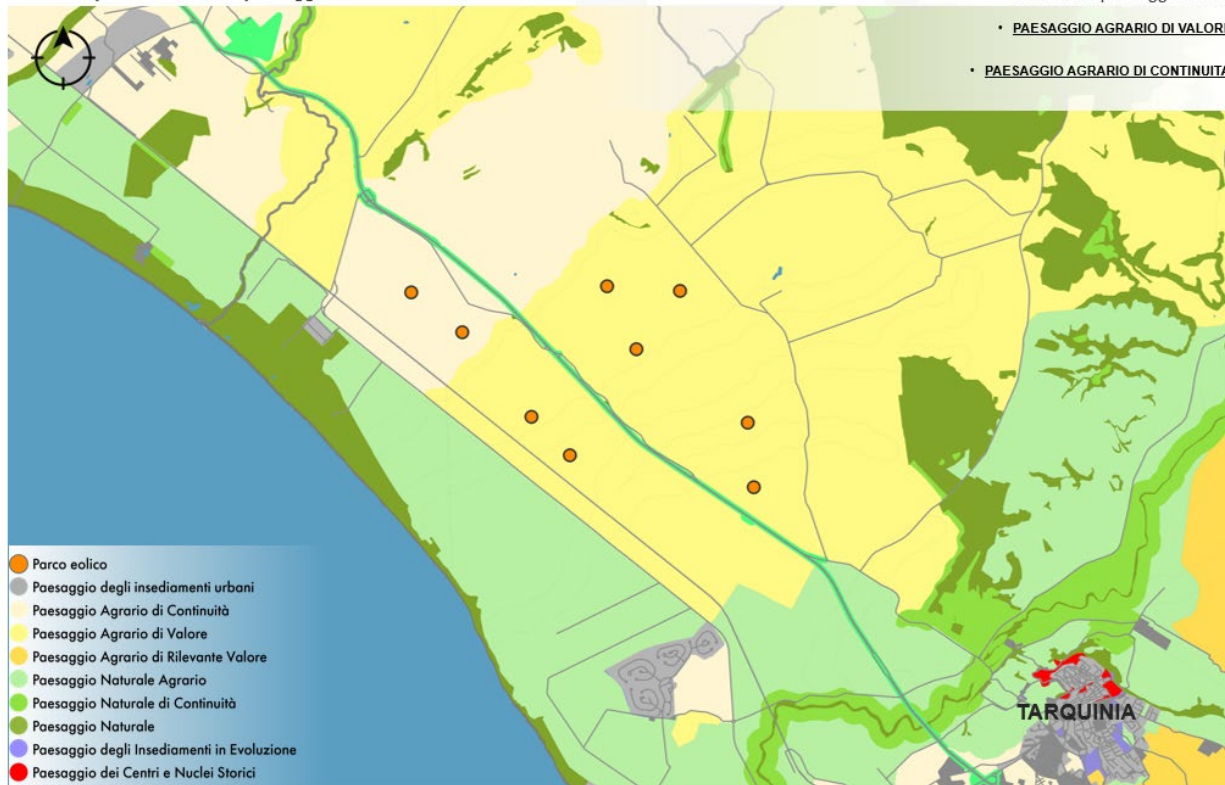 PAESAGGIO AGRARIO DI VALORE
PAESAGGIO AGRARIO DI CONTINUITA
Parco eolico
Paesaggio degli insediamenti urbani
Paesaggio Agrario di Continuità
Paesaggio Agrario di Valore
Paesaggio Agrario di Rilevante Valore
Paesaggio Naturale Agrario
Paesaggio Naturale di Continuità
Paesaggio Naturale
Paesaggio degli Insediamenti in Evoluzione
Paesaggio dei Centri e Nuclei Storici
TARQUINIA